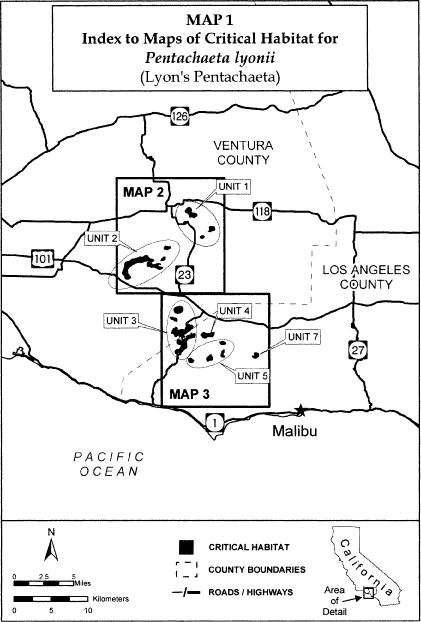 MAP 1
Index to Maps of Critical Habitat for
Pentachaeta lyonii
(Lyon's Pentachaeta)
126
VENTURA
COUNTY
MAP 2
UNIT 1
118
UNIT 2
101
23
LOS ANGELES
COUNTY
UNIT 3
UNIT 4
UNIT 7
27
UNIT 5
MAP 3
1
Malibu
PACIFIC
OCEAN
N
0 2.5 5
Miles
Kilometers
0 5 10
CRITICAL HABITAT
COUNTY BOUNDARIES
ROADS / HIGHWAYS
California
Area
of
Detail